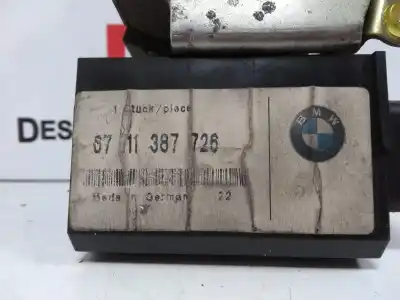 DES
1 Stück/piece
67 11 387 726
BMW
Made in Germany 22